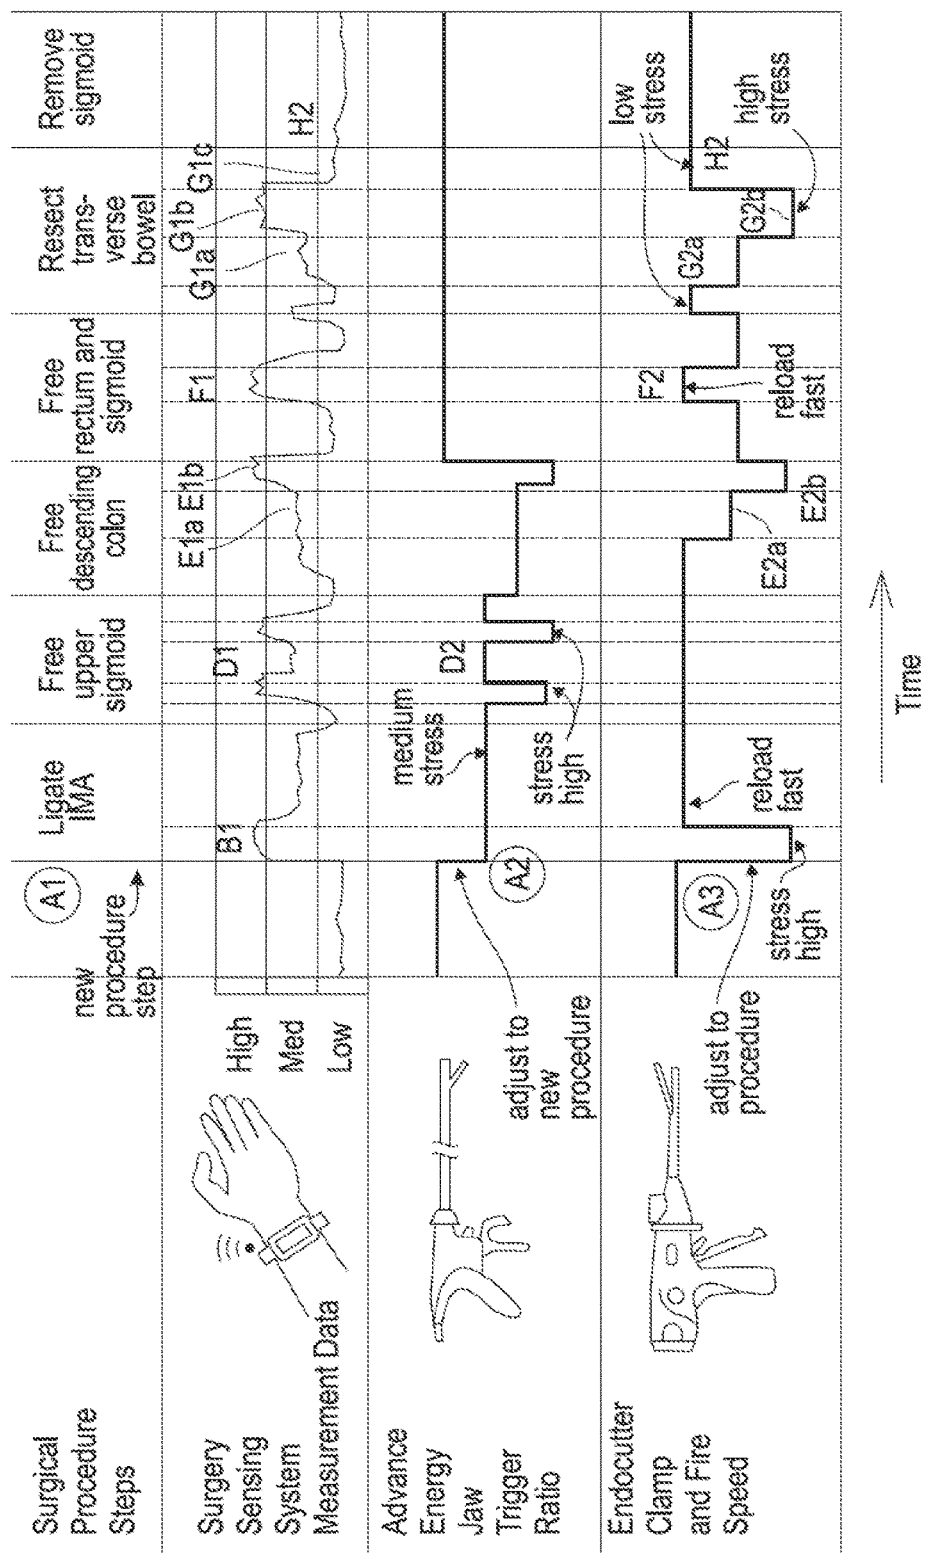 Surgical
Procedure
Steps
new
procedure
step
A1
Ligate
IMA
Free
upper
sigmoid
Free
descending
colon
Free
rectum and
sigmoid
Resect
trans-
verse
bowel
Remove
sigmoid
Surgery
Sensing
System
Measurement Data
High
Med
Low
B1
D1
E1a
E1b
F1
G1a
G1b
G1c
H2
Advance
Energy
Jaw
Trigger
Ratio
adjust to
new
procedure
A2
medium
stress
stress
high
D2
Endocutter
Clamp
and Fire
Speed
adjust to
procedure
A3
stress
high
reload
fast
E2a
E2b
F2
reload
fast
G2a
G2b
low
stress
H2
high
stress
Time